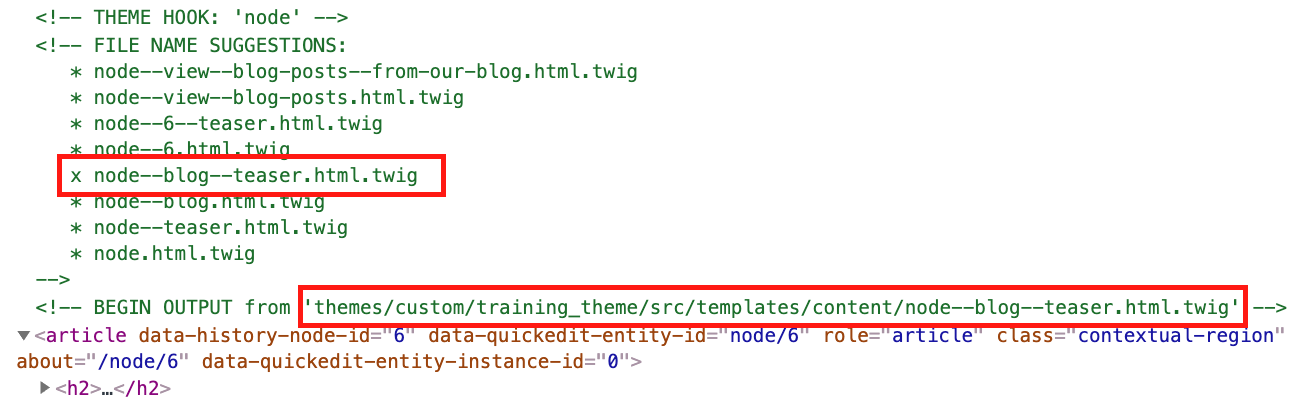 <!-- THEME HOOK: 'node' -->
<!-- FILE NAME SUGGESTIONS:
* node--view--blog-posts--from-our-blog.html.twig
* node--view--blog-posts.html.twig
* node--6--teaser.html.twig
* node--6.html.twig
x node--blog--teaser.html.twig
* node--blog.html.twig
* node--teaser.html.twig
* node.html.twig
-->
<!-- BEGIN OUTPUT from 'themes/custom/training_theme/src/templates/content/node--blog--teaser.html.twig' -->
▼<article data-history-node-id="6" data-quickedit-entity-id="node/6" role="article" class="contextual-region"
about="/node/6" data-quickedit-entity-instance-id="0">
▶<h2>…</h2>